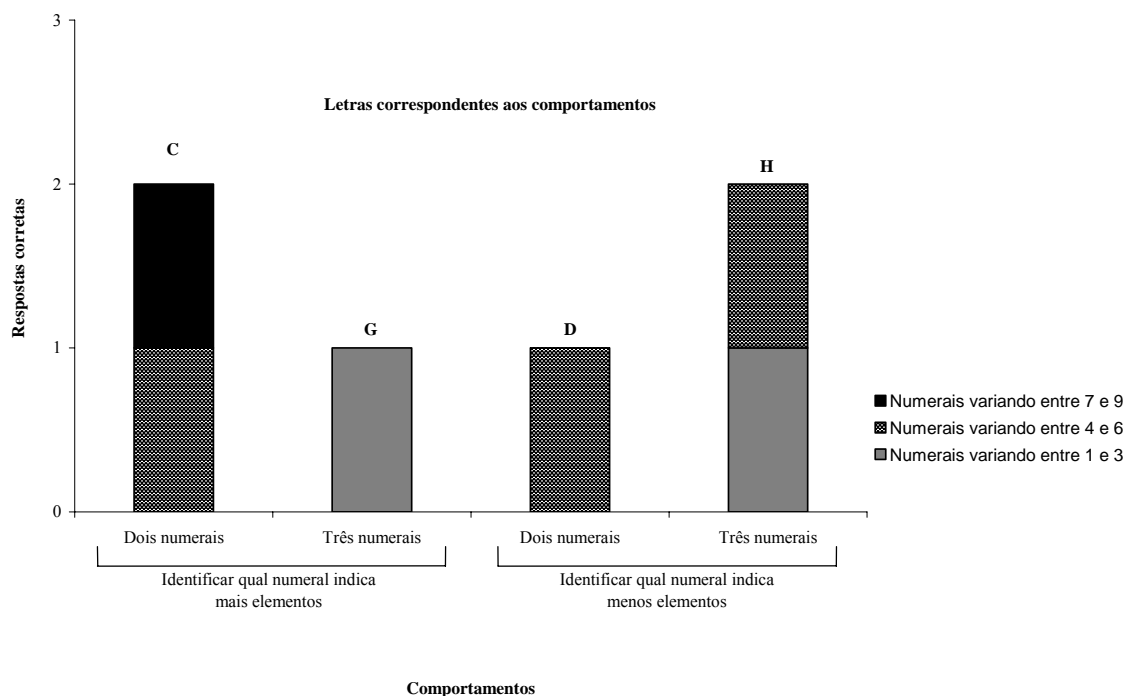 3
Letras correspondentes aos comportamentos
C
2
H
Respostas corretas
G
D
1
Numerais variando entre 7 e 9
Numerais variando entre 4 e 6
Numerais variando entre 1 e 3
0
Dois numerais
Três numerais
Dois numerais
Três numerais
Identificar qual numeral indica
mais elementos
Identificar qual numeral indica
menos elementos
Comportamentos